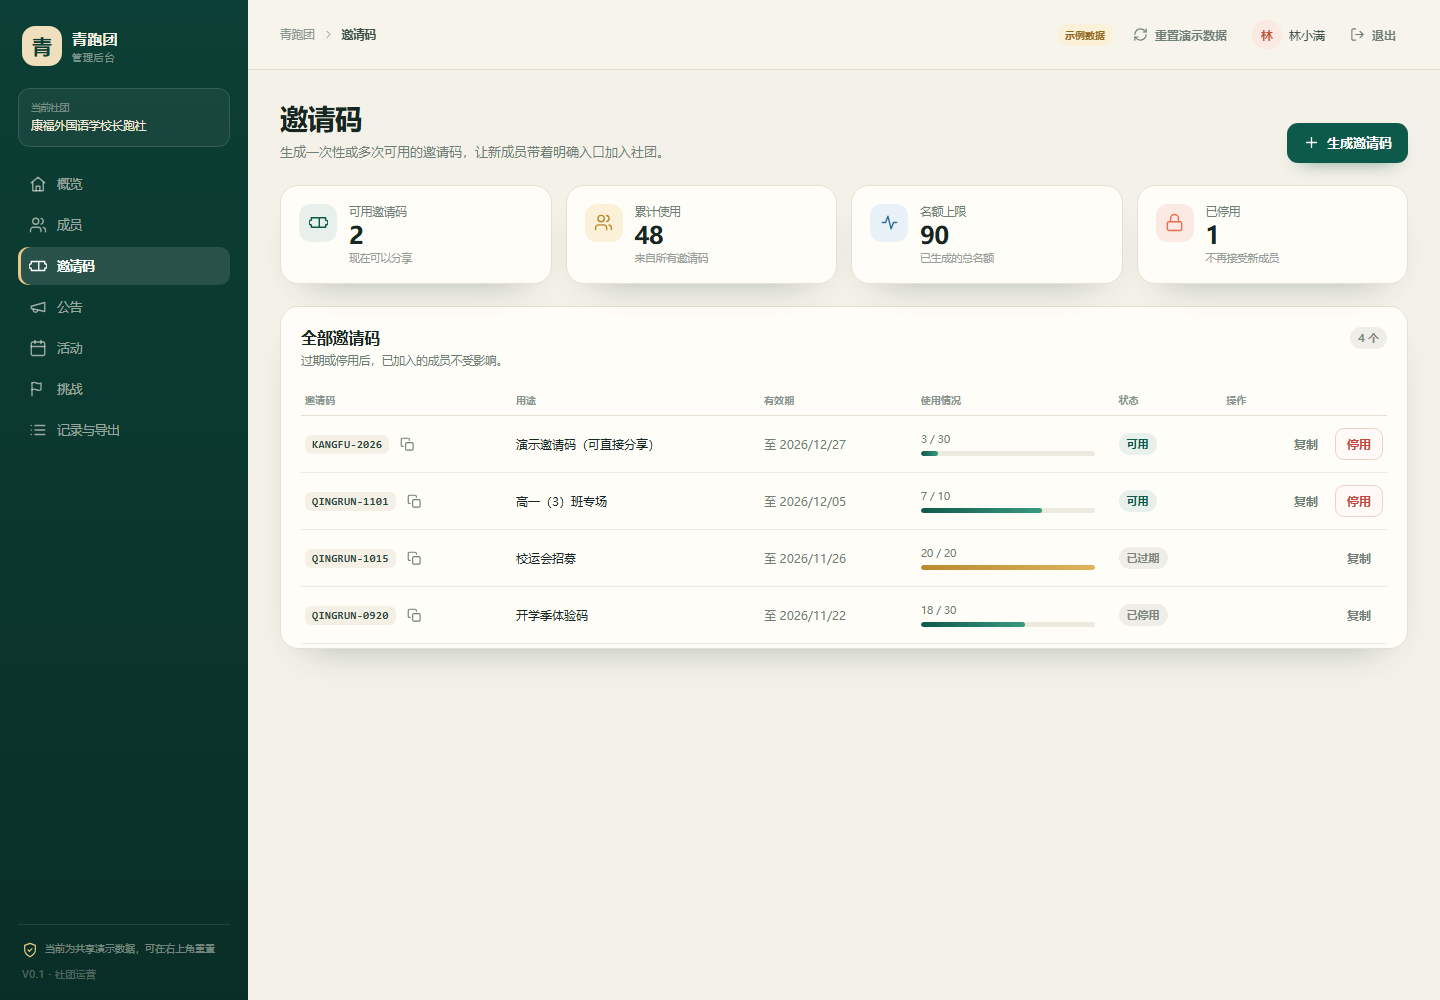 青
青跑团
管理后台
当前社团
康福外国语学校长跑社
概览
成员
邀请码
公告
活动
挑战
记录与导出
当前为共享演示数据，可在右上角重置
V0.1 · 社团运营
青跑团 > 邀请码
示例数据
重置演示数据
林 林小满
退出
邀请码
生成一次性或多次可用的邀请码，让新成员带着明确入口加入社团。
+ 生成邀请码
可用邀请码
2
现在可以分享
累计使用
48
来自所有邀请码
名额上限
90
已生成的总名额
已停用
1
不再接受新成员
全部邀请码
4 个
过期或停用后，已加入的成员不受影响。
邀请码 用途 有效期 使用情况 状态 操作
KANGFU-2026 演示邀请码（可直接分享） 至 2026/12/27 3 / 30 可用 复制 停用
QINGRUN-1101 高一（3）班专场 至 2026/12/05 7 / 10 可用 复制 停用
QINGRUN-1015 校运会招募 至 2026/11/26 20 / 20 已过期 复制
QINGRUN-0920 开学季体验码 至 2026/11/22 18 / 30 已停用 复制